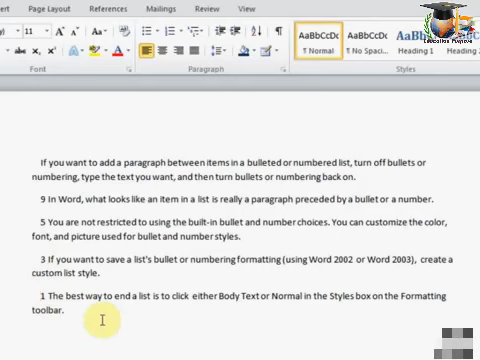 References Mailings Review View
11
Aa
Font
Paragraph
Styles
AaBbCcDc AaBbCcDc
¶ Normal ¶ No Spaci... Heading 1
If you want to add a paragraph between items in a bulleted or numbered list, turn off bullets or
numbering, type the text you want, and then turn bullets or numbering back on.
9 In Word, what looks like an item in a list is really a paragraph preceded by a bullet or a number.
5 You are not restricted to using the built-in bullet and number choices. You can customize the color,
font, and picture used for bullet and number styles.
3 If you want to save a list's bullet or numbering formatting (using Word 2002 or Word 2003), create a
custom list style.
1 The best way to end a list is to click either Body Text or Normal in the Styles box on the Formatting
toolbar.